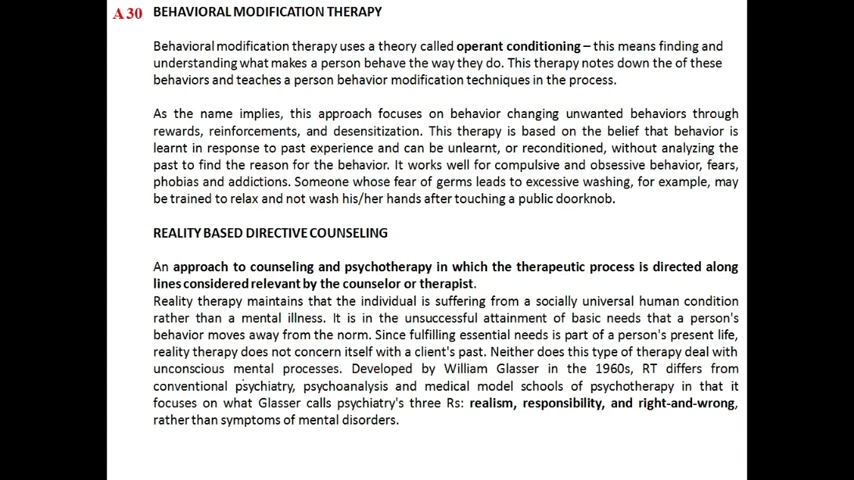 A 30 BEHAVIORAL MODIFICATION THERAPY
Behavioral modification therapy uses a theory called operant conditioning – this means finding and
understanding what makes a person behave the way they do. This therapy notes down the of these
behaviors and teaches a person behavior modification techniques in the process.
As the name implies, this approach focuses on behavior changing unwanted behaviors through
rewards, reinforcements, and desensitization. This therapy is based on the belief that behavior is
learnt in response to past experience and can be unlearnt, or reconditioned, without analyzing the
past to find the reason for the behavior. It works well for compulsive and obsessive behavior, fears,
phobias and addictions. Someone whose fear of germs leads to excessive washing, for example, may
be trained to relax and not wash his/her hands after touching a public doorknob.
REALITY BASED DIRECTIVE COUNSELING
An approach to counseling and psychotherapy in which the therapeutic process is directed along
lines considered relevant by the counselor or therapist.
Reality therapy maintains that the individual is suffering from a socially universal human condition
rather than a mental illness. It is in the unsuccessful attainment of basic needs that a person's
behavior moves away from the norm. Since fulfilling essential needs is part of a person's present life,
reality therapy does not concern itself with a client's past. Neither does this type of therapy deal with
unconscious mental processes. Developed by William Glasser in the 1960s, RT differs from
conventional psychiatry, psychoanalysis and medical model schools of psychotherapy in that it
focuses on what Glasser calls psychiatry's three Rs: realism, responsibility, and right-and-wrong,
rather than symptoms of mental disorders.